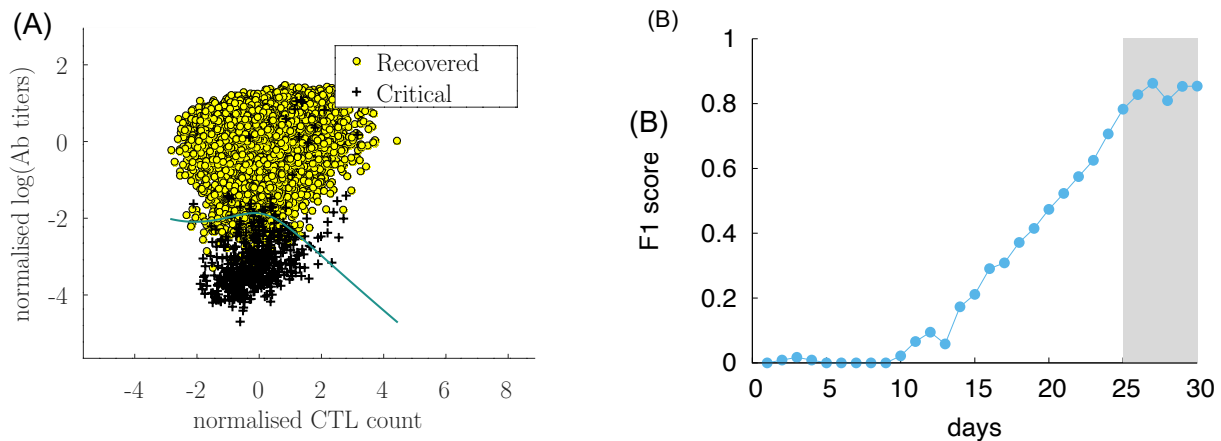 (A)
normalised log(Ab titers)
2
0
-2
-4
-4
-2
0
2
4
6
8
normalised CTL count
Recovered
Critical
(B)
(B)
F1 score
1
0.8
0.6
0.4
0.2
0
0
5
10
15
20
25
30
days